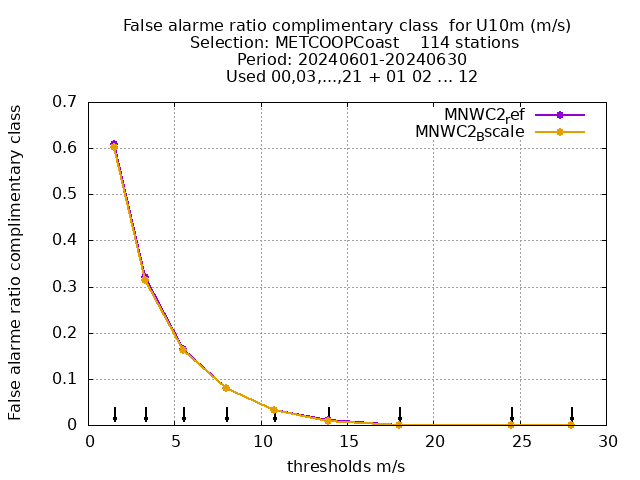 False alarme ratio complimentary class  for U10m (m/s)
Selection: METCOOPCoast    114 stations
Period: 20240601-20240630
Used 00,03,...,21 + 01 02 ... 12
MNWC2ref
MNWC2Bscale
False alarme ratio complimentary class
0.7
0.6
0.5
0.4
0.3
0.2
0.1
0
0 5 10 15 20 25 30
thresholds m/s